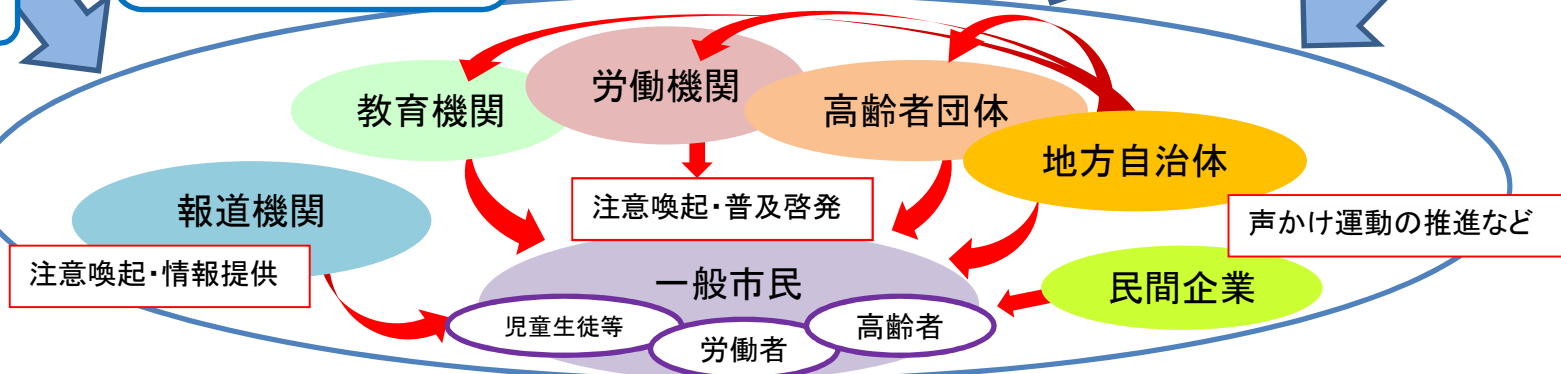 労働機関
教育機関
高齢者団体
地方自治体
報道機関
注意喚起・普及啓発
声かけ運動の推進など
注意喚起・情報提供
一般市民
民間企業
児童生徒等
高齢者
労働者